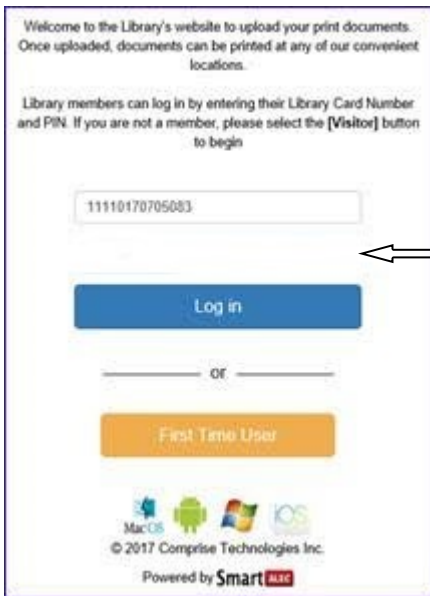 Welcome to the Library's website to upload your print documents.
Once uploaded, documents can be printed at any of our convenient
locations.
Library members can log in by entering their Library Card Number
and PIN. If you are not a member, please select the [Visitor] button
to begin
11110170705083
Log in
or
First Time User
MacOS iOS
© 2017 Comprise Technologies Inc.
Powered by Smart ALEC